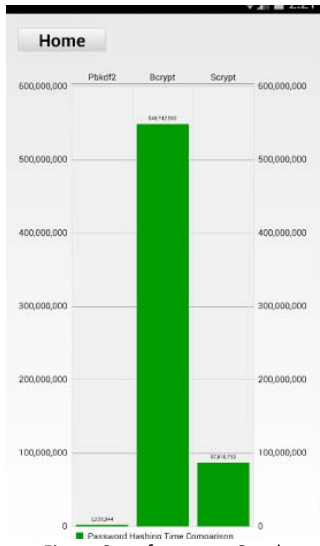 Home
Pbkdf2 Bcrypt Scrypt
600,000,000 600,000,000
500,000,000 500,000,000
400,000,000 400,000,000
300,000,000 300,000,000
200,000,000 200,000,000
100,000,000 100,000,000
0 0
Password Hashing Time Comparison